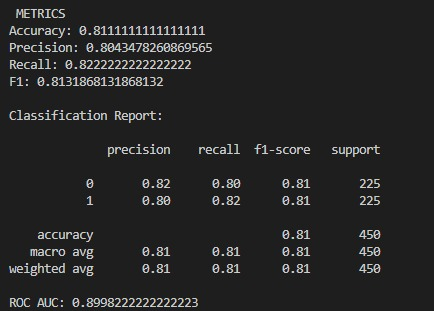 METRICS
Accuracy: 0.8111111111111111
Precision: 0.8043478260869565
Recall: 0.8222222222222222
F1: 0.8131868131868132
Classification Report:
precision recall f1-score support
0 0.82 0.80 0.81 225
1 0.80 0.82 0.81 225
accuracy 0.81 450
macro avg 0.81 0.81 0.81 450
weighted avg 0.81 0.81 0.81 450
ROC AUC: 0.8998222222222223